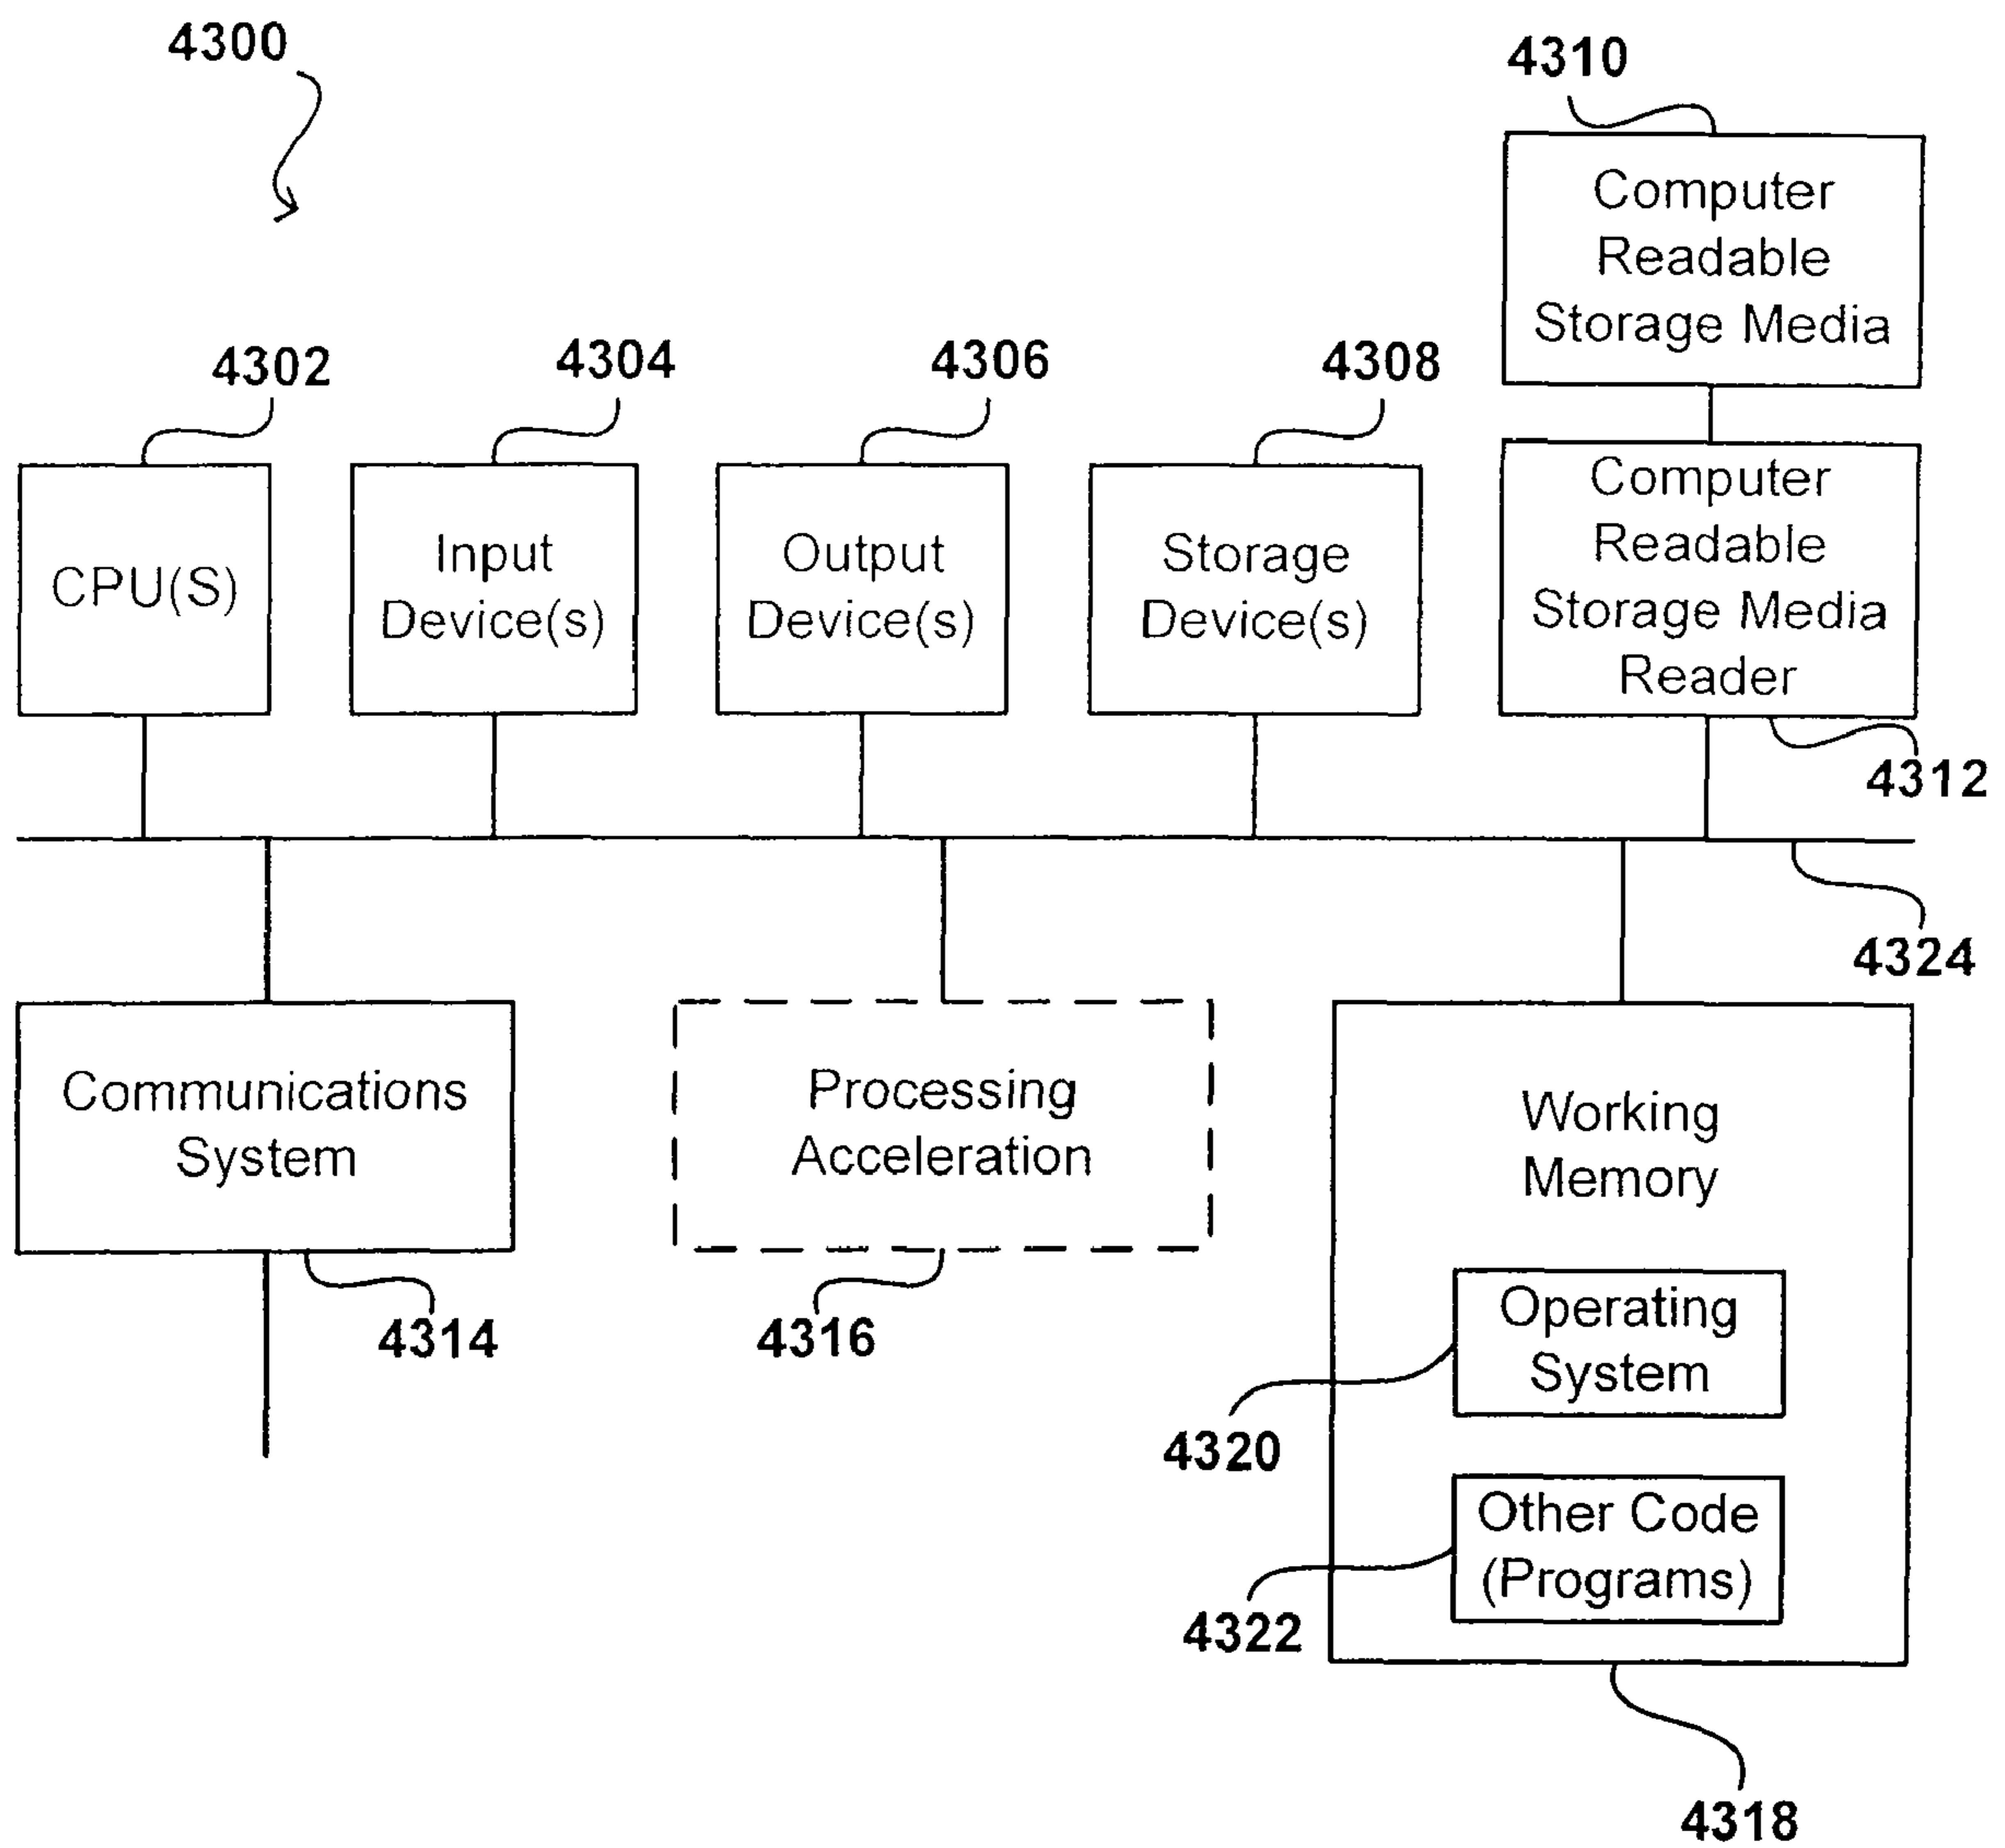 4300
4310
Computer
Readable
Storage Media
4302
4304
4306
4308
CPU(S)
Input
Device(s)
Output
Device(s)
Storage
Device(s)
Computer
Readable
Storage Media
Reader
4312
4324
Communications
System
4314
Processing
Acceleration
4316
Working
Memory
Operating
System
4320
Other Code
(Programs)
4322
4318